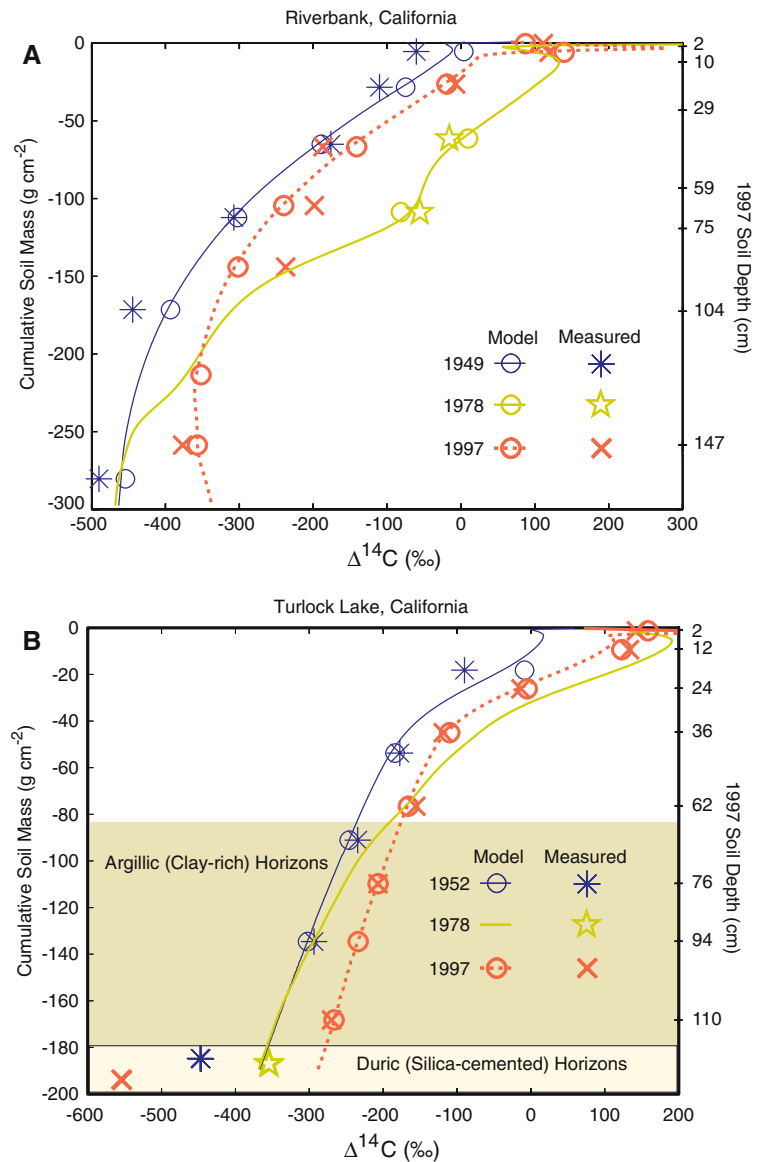 Riverbank, California
A
0
-50
-100
-150
-200
-250
-300
Cumulative Soil Mass (g cm-2)
2
10
29
59
75
104
147
1997 Soil Depth (cm)
Model Measured
1949
1978
1997
-500 -400 -300 -200 -100 0 100 200 300
Δ14C (‰)
Turlock Lake, California
B
0
-20
-40
-60
-80
-100
-120
-140
-160
-180
-200
Cumulative Soil Mass (g cm-2)
2
12
24
36
62
76
94
110
1997 Soil Depth (cm)
Argillic (Clay-rich) Horizons
Model Measured
1952
1978
1997
Duric (Silica-cemented) Horizons
-600 -500 -400 -300 -200 -100 0 100 200
Δ14C (‰)